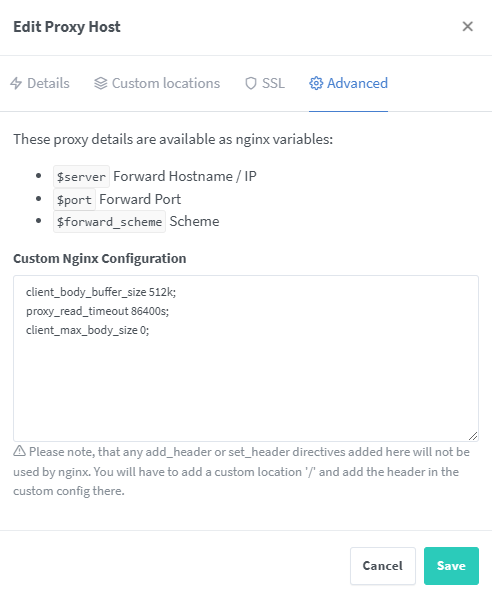 Edit Proxy Host
Details
Custom locations
SSL
Advanced
These proxy details are available as nginx variables:
$server Forward Hostname / IP
$port Forward Port
$forward_scheme Scheme
Custom Nginx Configuration
client_body_buffer_size 512k;
proxy_read_timeout 86400s;
client_max_body_size 0;
Please note, that any add_header or set_header directives added here will not be
used by nginx. You will have to add a custom location '/' and add the header in the
custom config there.
Cancel
Save